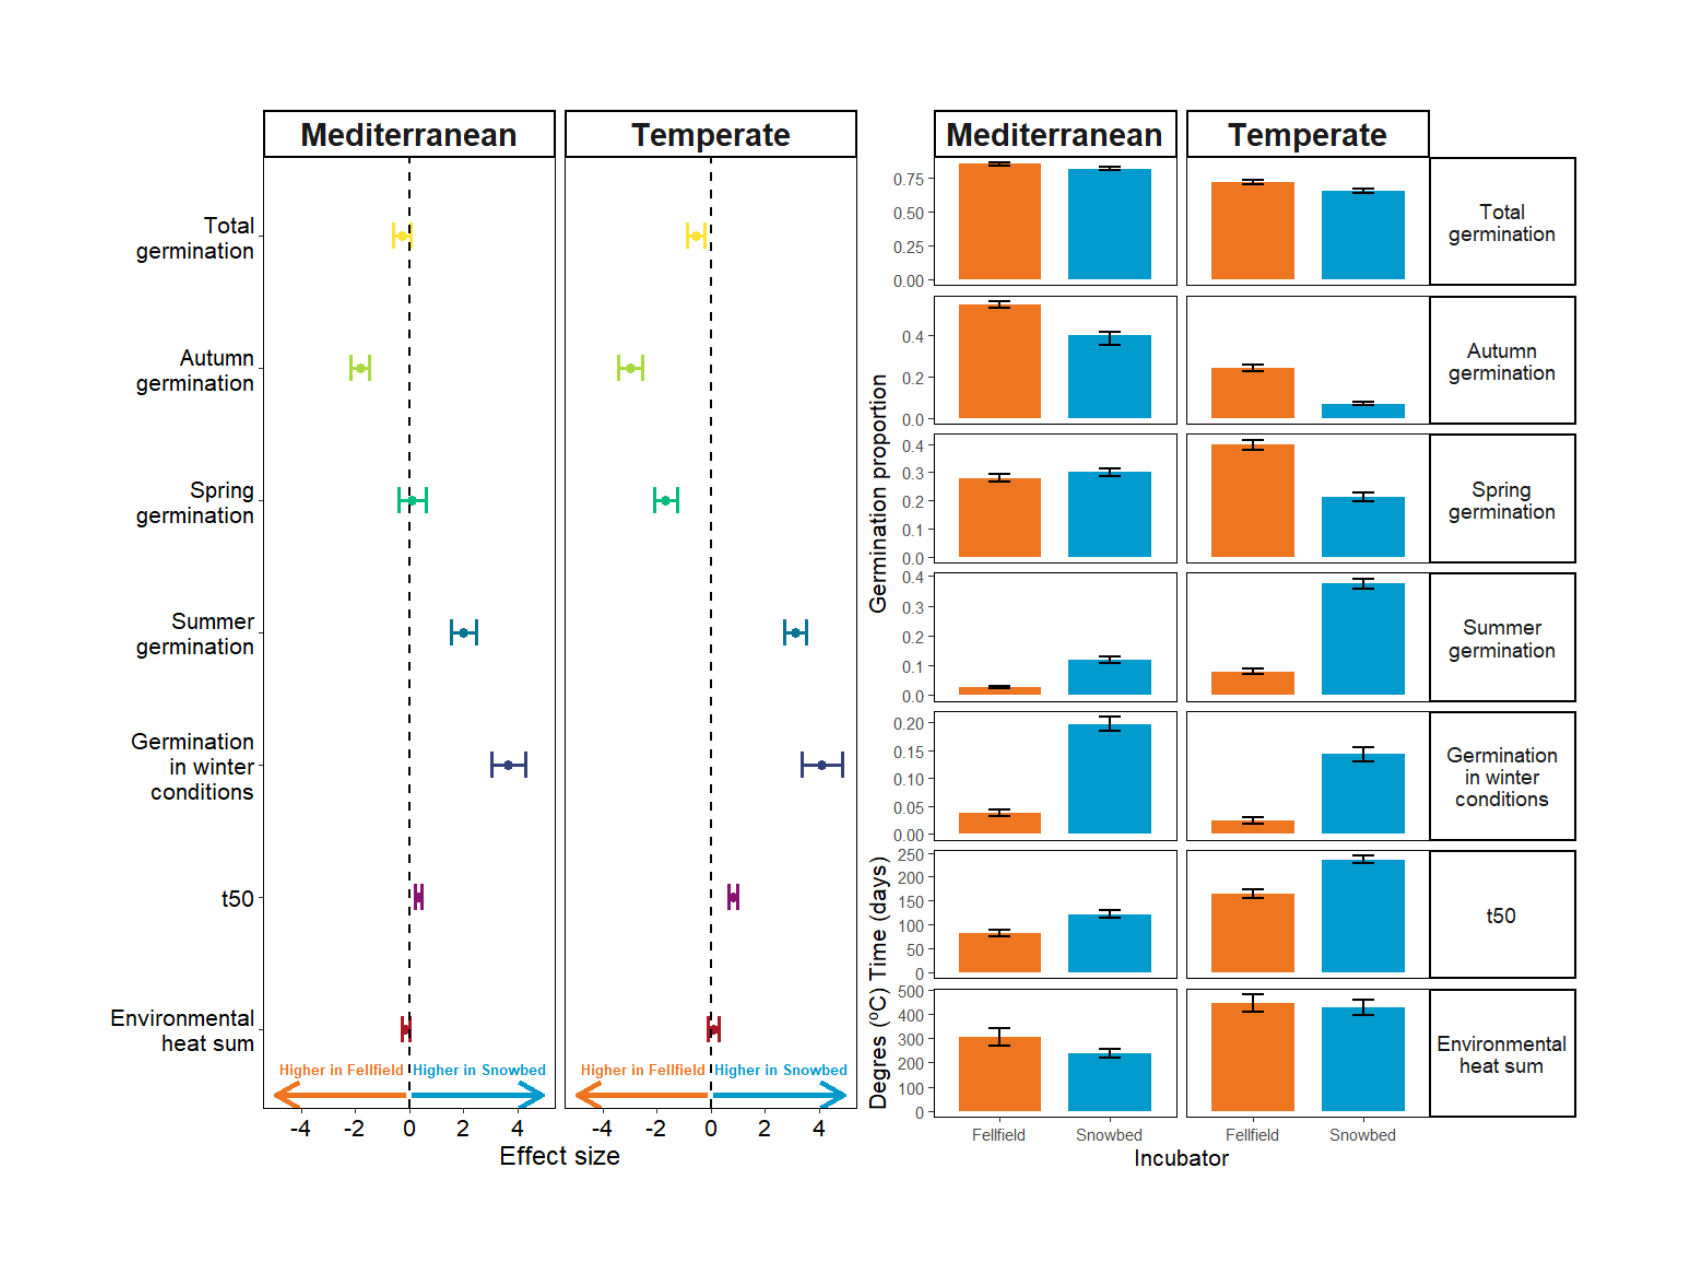 Mediterranean
Temperate
Total
germination
Autumn
germination
Spring
germination
Summer
germination
Germination
in winter
conditions
t50
Environmental
heat sum
Higher in Fellfield
Higher in Snowbed
Higher in Fellfield
Higher in Snowbed
-4 -2 0 2 4
-4 -2 0 2 4
Effect size
Mediterranean
Temperate
Germination proportion
Time (days)
Degres (ºC)
0.75
0.50
0.25
0.00
Total
germination
0.4
0.2
0.0
Autumn
germination
0.4
0.3
0.2
0.1
0.0
Spring
germination
0.4
0.3
0.2
0.1
0.0
Summer
germination
0.20
0.15
0.10
0.05
0.00
Germination
in winter
conditions
250
200
150
100
50
0
t50
500
400
300
200
100
0
Environmental
heat sum
Fellfield Snowbed
Fellfield Snowbed
Incubator